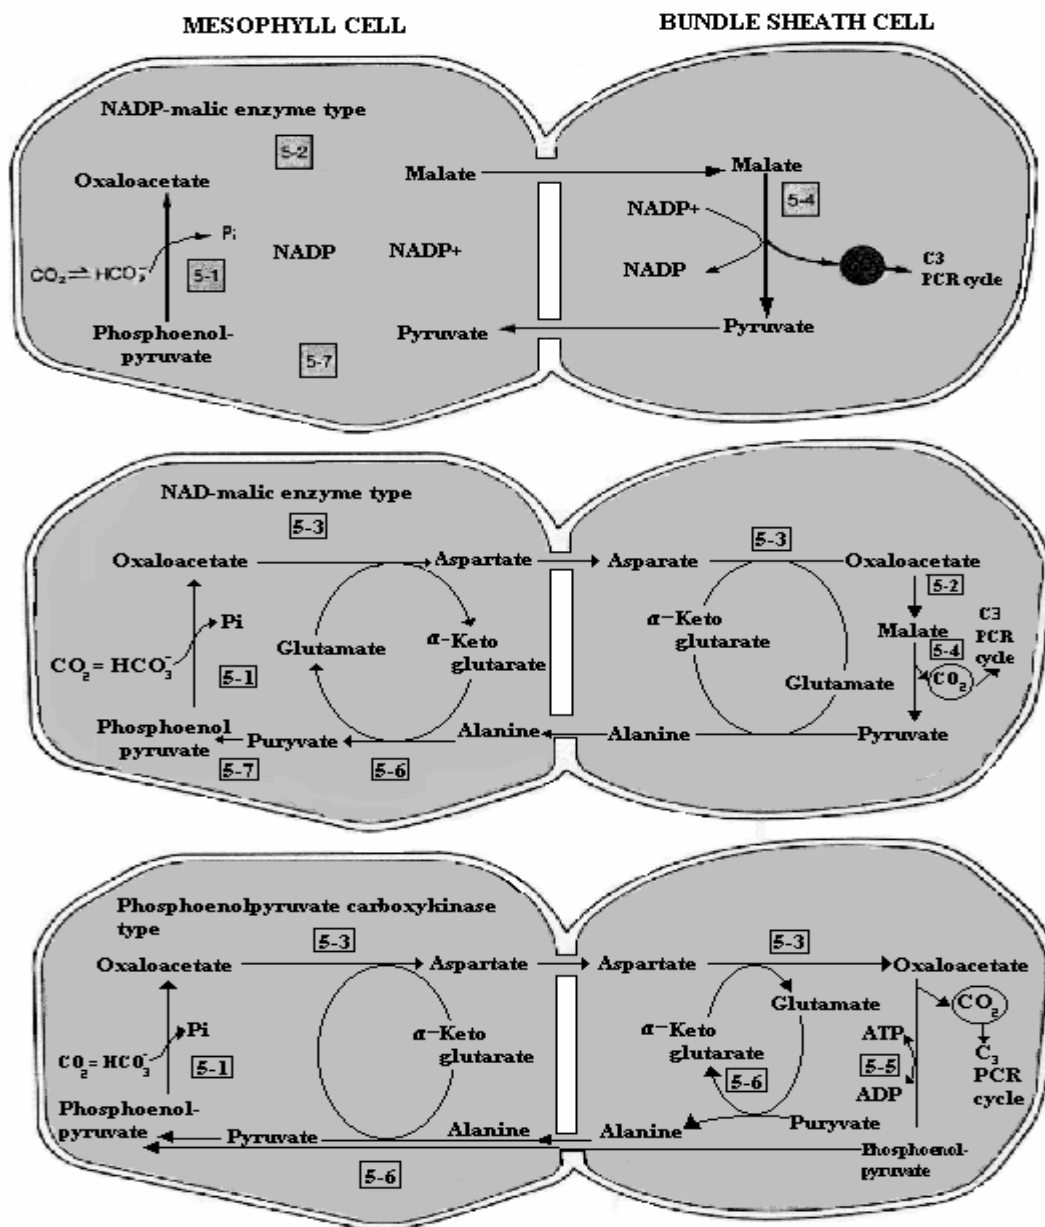 MESOPHYLL CELL
BUNDLE SHEATH CELL
NADP-malic enzyme type
5-2
Oxaloacetate
Malate
Malate
5-4
NADP+
Pi
NADP
NADP+
CO₂ ⇌ HCO₃⁻
5-1
NADP
C3
PCR cycle
Phosphoenol-
pyruvate
Pyruvate
Pyruvate
5-7
NAD-malic enzyme type
5-3
5-3
Oxaloacetate
Aspartate
Asparate
Oxaloacetate
5-2
C3
PCR
cycle
Pi
Glutamate
α-Keto
glutarate
α-Keto
glutarate
Malate
5-4
CO₂
CO₂ = HCO₃⁻
5-1
Glutamate
Phosphoenol
pyruvate
Puryvate
Alanine
Alanine
Pyruvate
5-7
5-6
Phosphoenolpyruvate carboxykinase
type
5-3
5-3
Oxaloacetate
Aspartate
Aspartate
Oxaloacetate
Glutamate
CO₂
Pi
α-Keto
glutarate
α-Keto
glutarate
ATP
CO₂ = HCO₃⁻
5-1
5-6
5-5
ADP
C₃
PCR
cycle
Phosphoenol-
pyruvate
Pyruvate
Alanine
Alanine
Puryvate
Phosphoenol-
pyruvate
5-6